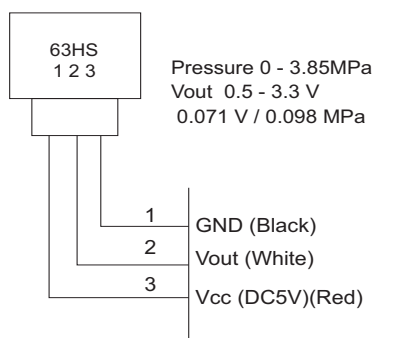 63HS
1 2 3
Pressure 0 - 3.85MPa
Vout 0.5 - 3.3 V
0.071 V / 0.098 MPa
1
GND (Black)
2
Vout (White)
3
Vcc (DC5V)(Red)